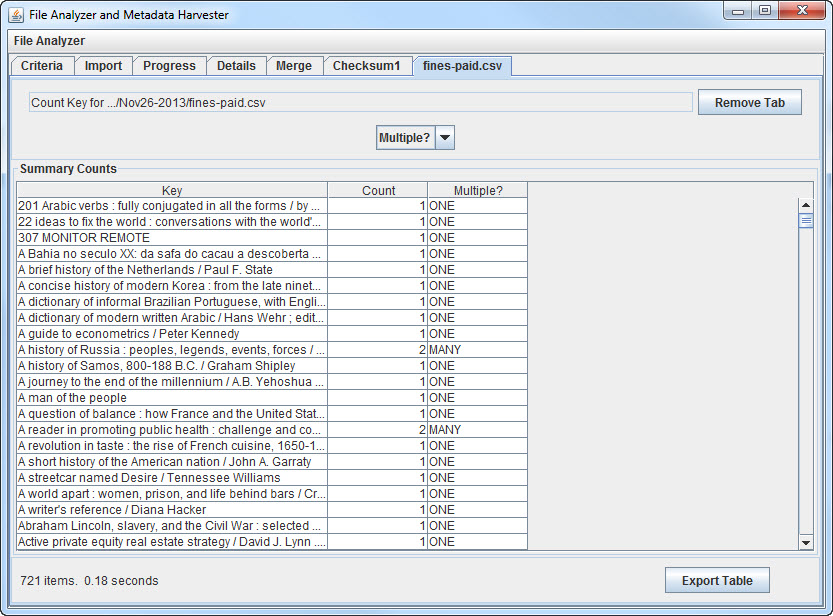 File Analyzer and Metadata Harvester
File Analyzer
Criteria Import Progress Details Merge Checksum1 fines-paid.csv
Count Key for .../Nov26-2013/fines-paid.csv Remove Tab
Multiple?
Summary Counts
Key Count Multiple?
201 Arabic verbs : fully conjugated in all the forms / by ... 1 ONE
22 ideas to fix the world : conversations with the world'... 1 ONE
307 MONITOR REMOTE 1 ONE
A Bahia no seculo XX: da safa do cacau a descoberta ... 1 ONE
A brief history of the Netherlands / Paul F. State 1 ONE
A concise history of modern Korea : from the late ninet... 1 ONE
A dictionary of informal Brazilian Portuguese, with Engli... 1 ONE
A dictionary of modern written Arabic / Hans Wehr ; edit... 1 ONE
A guide to econometrics / Peter Kennedy 1 ONE
A history of Russia : peoples, legends, events, forces / ... 2 MANY
A history of Samos, 800-188 B.C. / Graham Shipley 1 ONE
A journey to the end of the millennium / A.B. Yehoshua ... 1 ONE
A man of the people 1 ONE
A question of balance : how France and the United Stat... 1 ONE
A reader in promoting public health : challenge and co... 2 MANY
A revolution in taste : the rise of French cuisine, 1650-1... 1 ONE
A short history of the American nation / John A. Garraty 1 ONE
A streetcar named Desire / Tennessee Williams 1 ONE
A world apart : women, prison, and life behind bars / Cr... 1 ONE
A writer's reference / Diana Hacker 1 ONE
Abraham Lincoln, slavery, and the Civil War : selected ... 1 ONE
Active private equity real estate strategy / David J. Lynn .... 1 ONE
721 items. 0.18 seconds Export Table